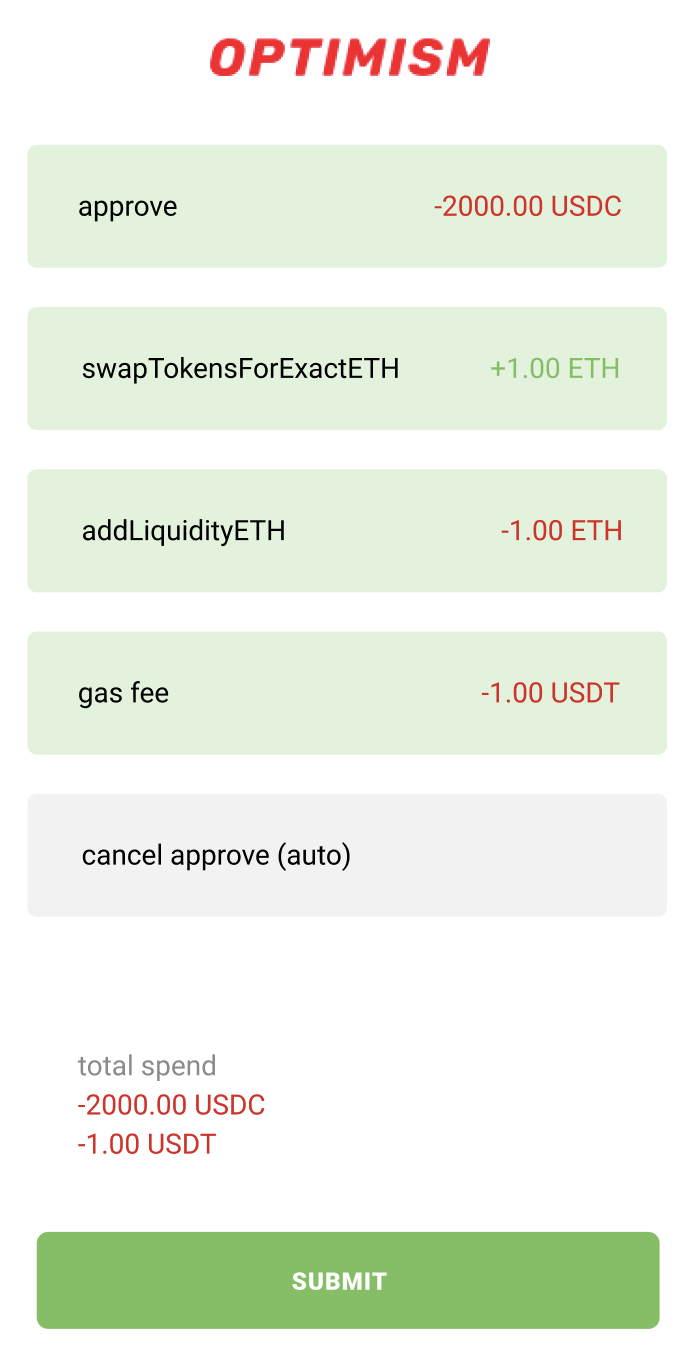 OPTIMISM
approve -2000.00 USDC
swapTokensForExactETH +1.00 ETH
addLiquidityETH -1.00 ETH
gas fee -1.00 USDT
cancel approve (auto)
total spend
-2000.00 USDC
-1.00 USDT
SUBMIT